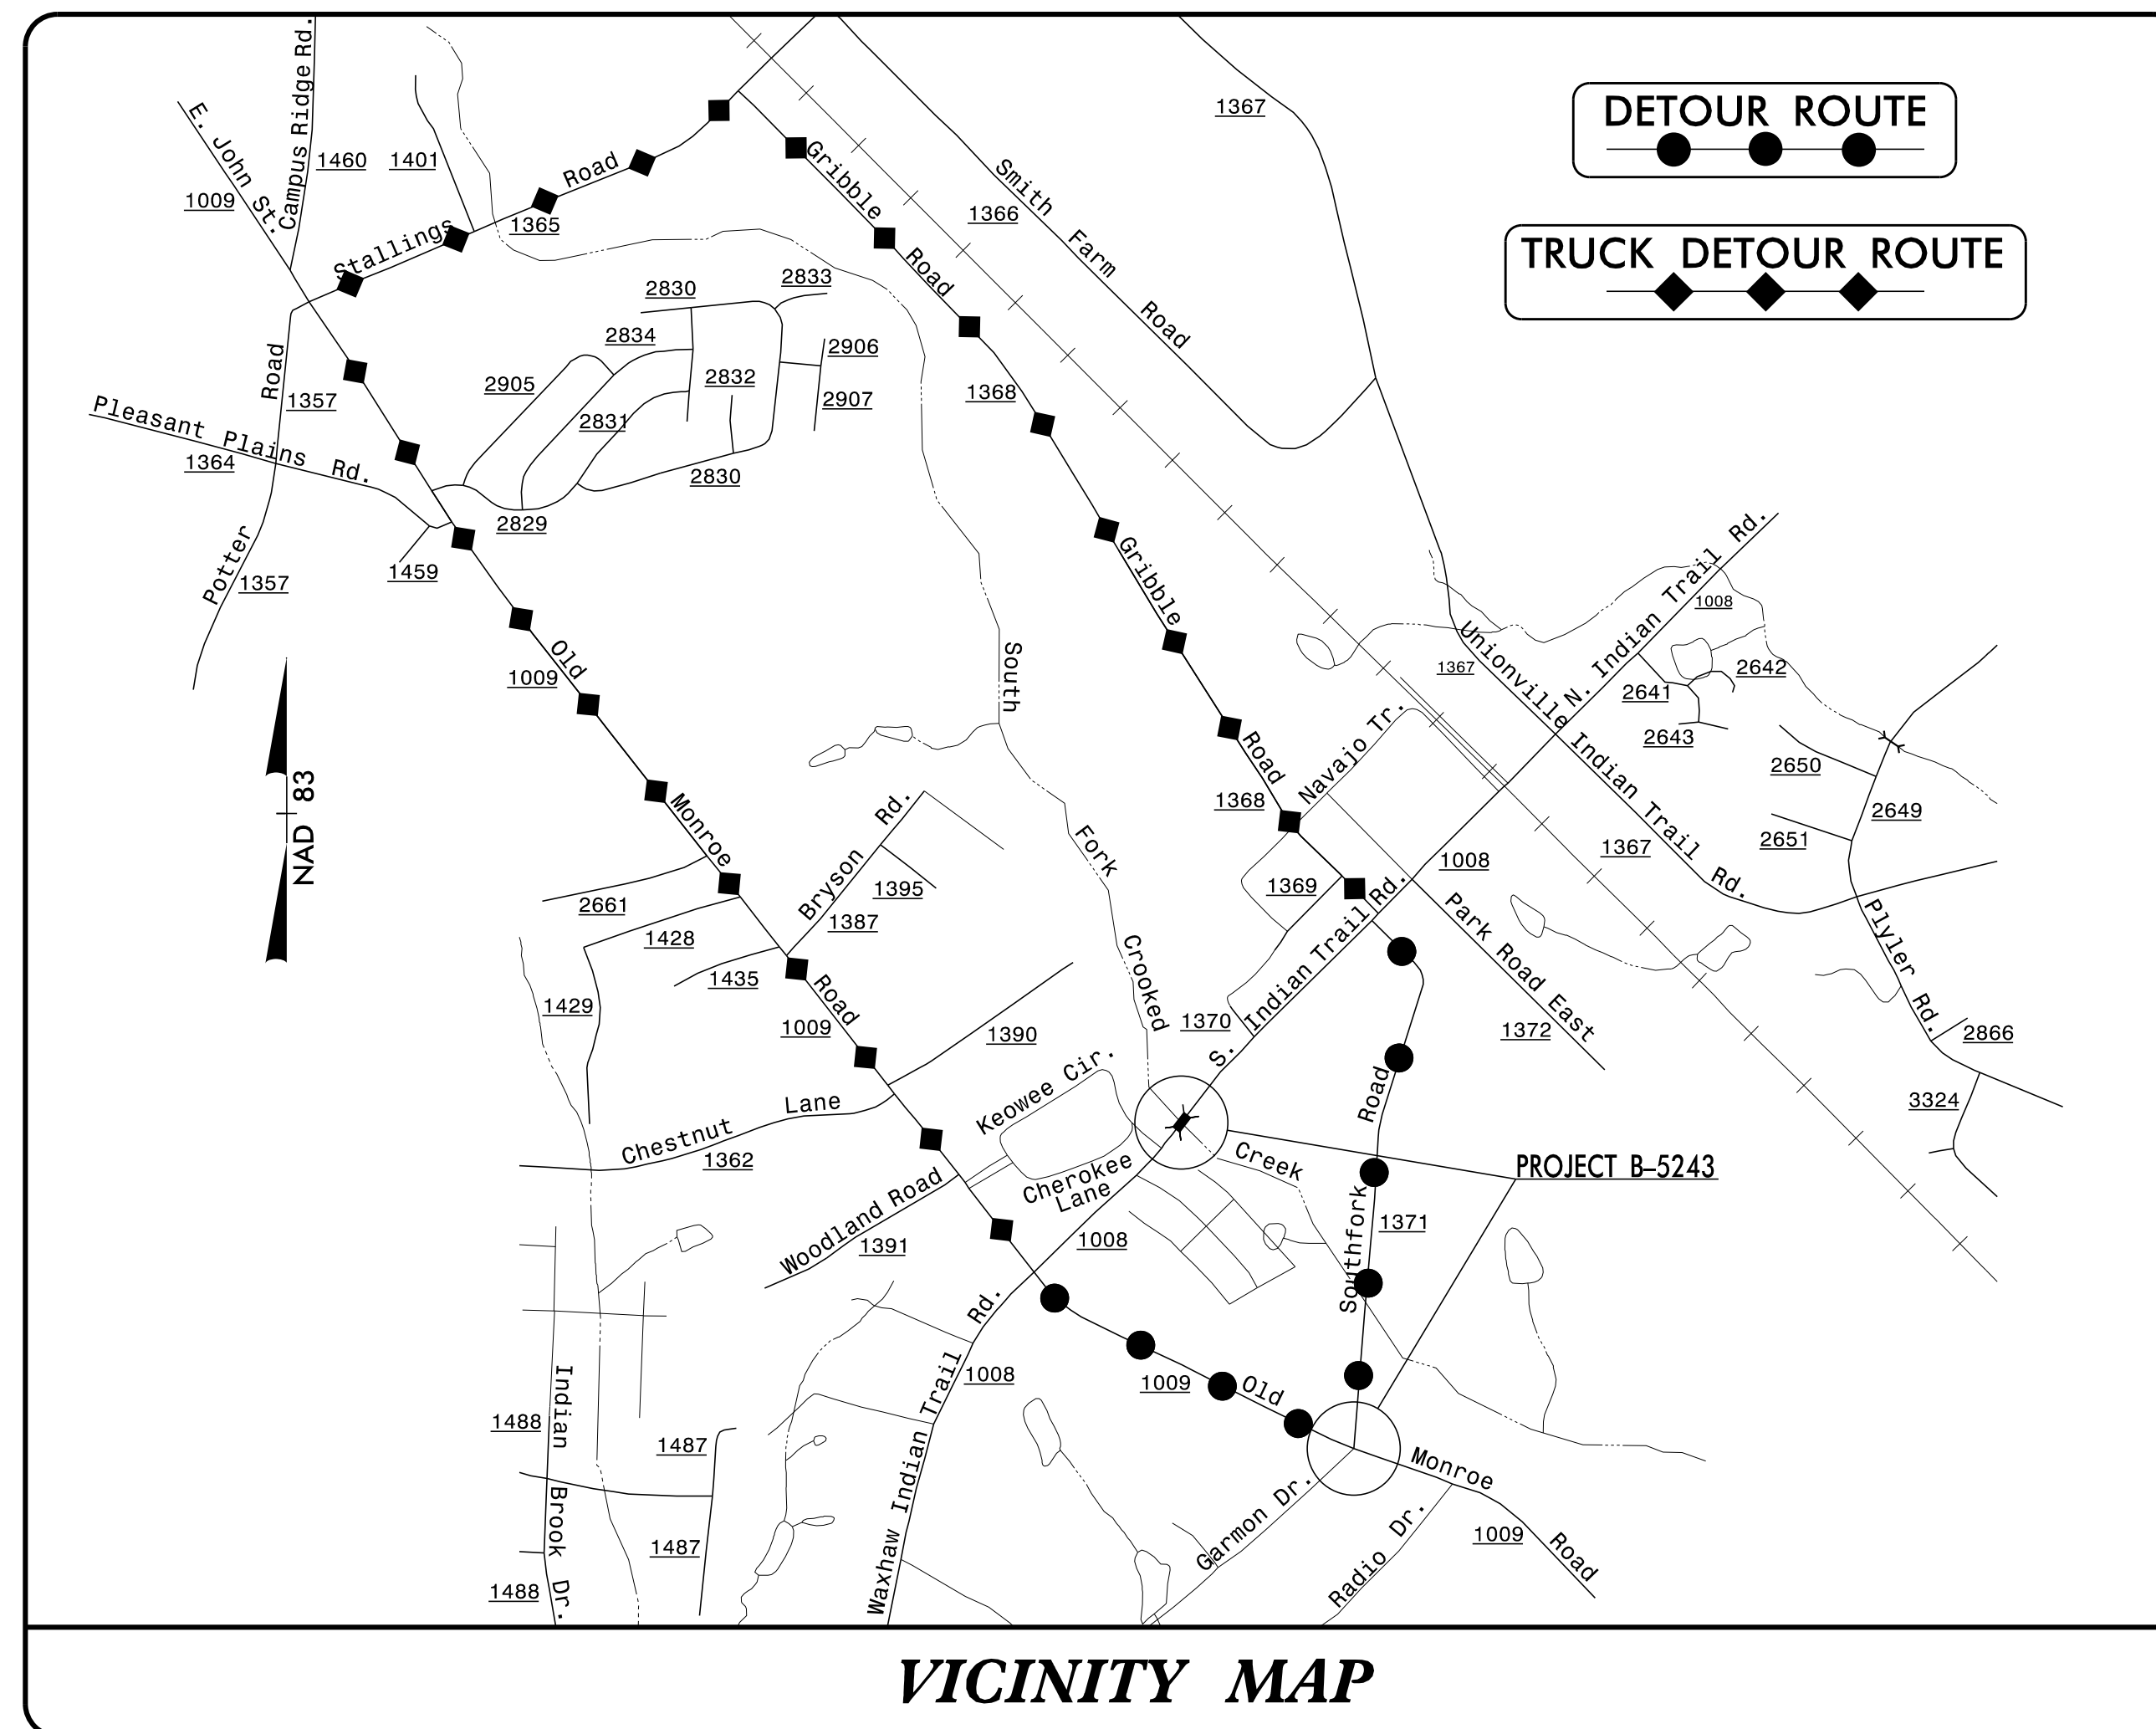 DETOUR ROUTE
TRUCK DETOUR ROUTE
E. John St.
1009
Campus Ridge Rd.
1460
1401
Stallings Road
1365
Gribble Road
1368
Smith Farm Road
1366
1367
Road
1357
Pleasant Plains Rd.
1364
Potter
1357
1459
2830
2833
2834
2906
2905
2832
2907
2831
2830
2829
Old
1009
NAD 83
South
Gribble
Road
1368
Navajo Tr.
N. Indian Trail Rd.
1008
Unionville Indian Trail Rd.
1367
2641
2642
2643
2650
2649
2651
1367
Monroe
Bryson Rd.
1395
1387
2661
1428
1435
1429
Road
1009
Fork
Crooked
1369
1008
S. Indian Trail Rd.
1370
Park Road East
1372
Plyler Rd.
2866
3324
1390
Chestnut Lane
1362
Keowee Cir.
Cherokee
Lane
Creek
Road
Southfork
1371
PROJECT B–5243
Woodland Road
1391
1008
Waxhaw Indian Trail Rd.
1008
1009
Old
Monroe
Road
1009
Garmon Dr.
Radio Dr.
Indian Brook Dr.
1488
1487
1487
1488
VICINITY MAP